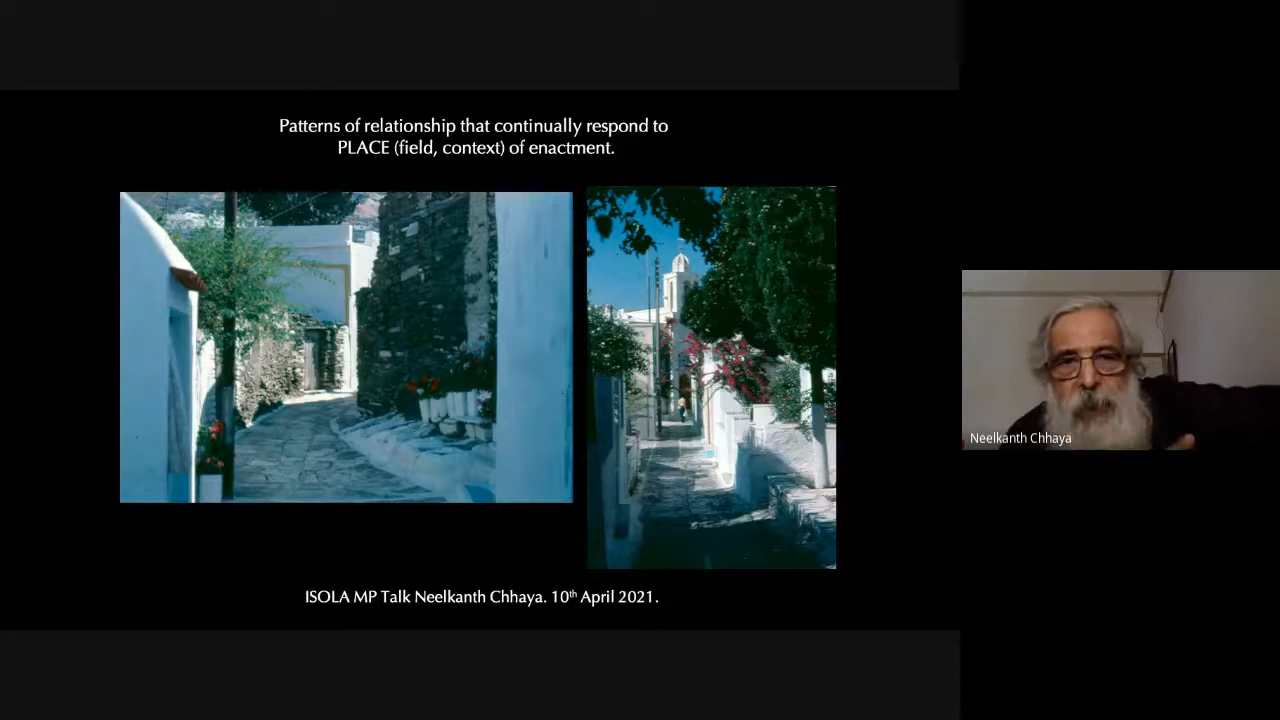 Patterns of relationship that continually respond to
PLACE (field, context) of enactment.
Neelkanth Chhaya
ISOLA MP Talk Neelkanth Chhaya. 10th April 2021.